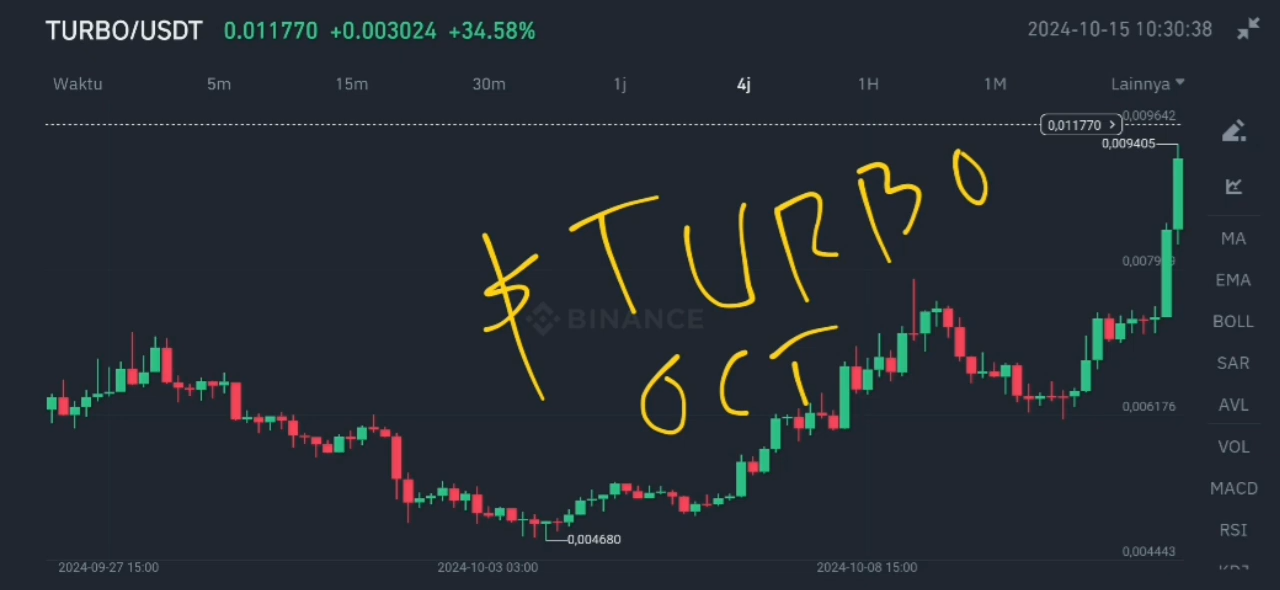 TURBO/USDT 0.011770 +0.003024 +34.58% 2024-10-15 10:30:38
Waktu 5m 15m 30m 1j 4j 1H 1M Lainnya
0,009642
0,011770 >
0,009405
$ TURBO
MA
EMA
BINANCE
BOLL
OCT
SAR
0,006176
AVL
VOL
MACD
RSI
0,004680
0,004443
2024-09-27 15:00 2024-10-03 03:00 2024-10-08 15:00